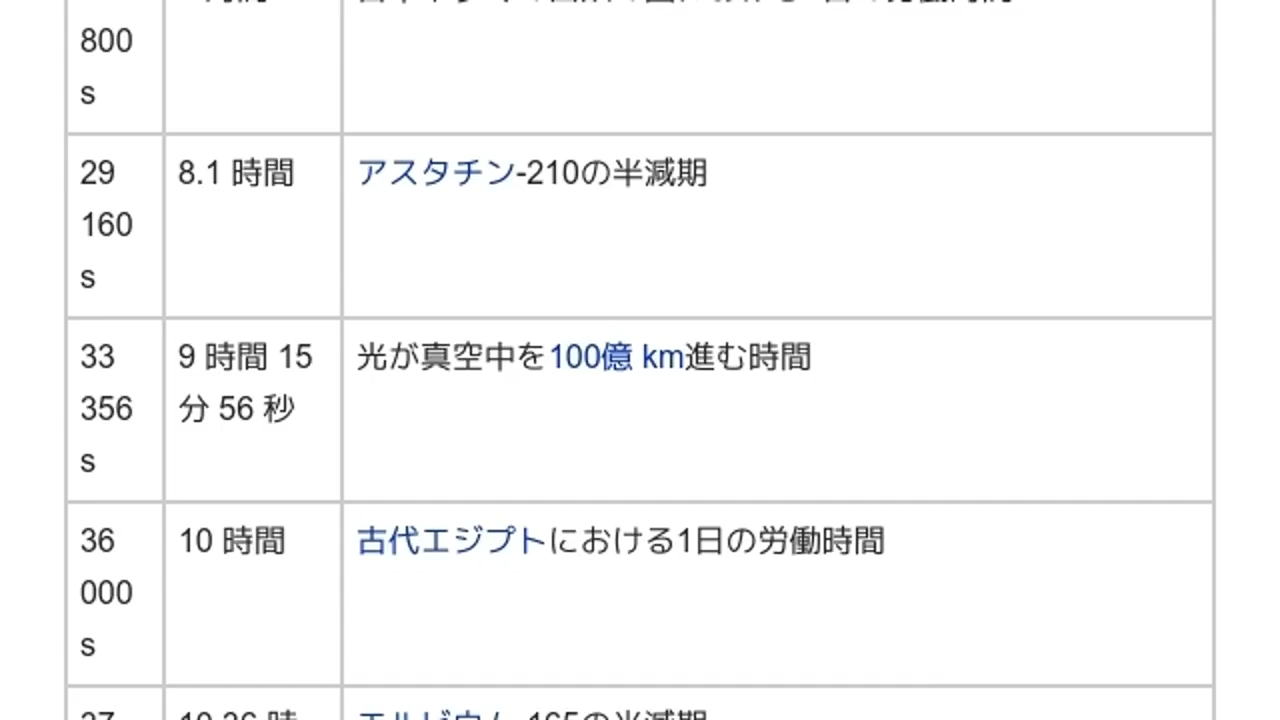 800
s
29
160
s
8.1 時間
アスタチン-210の半減期
33
356
s
9 時間 15
分 56 秒
光が真空中を100億 km進む時間
36
000
s
10 時間
古代エジプトにおける1日の労働時間